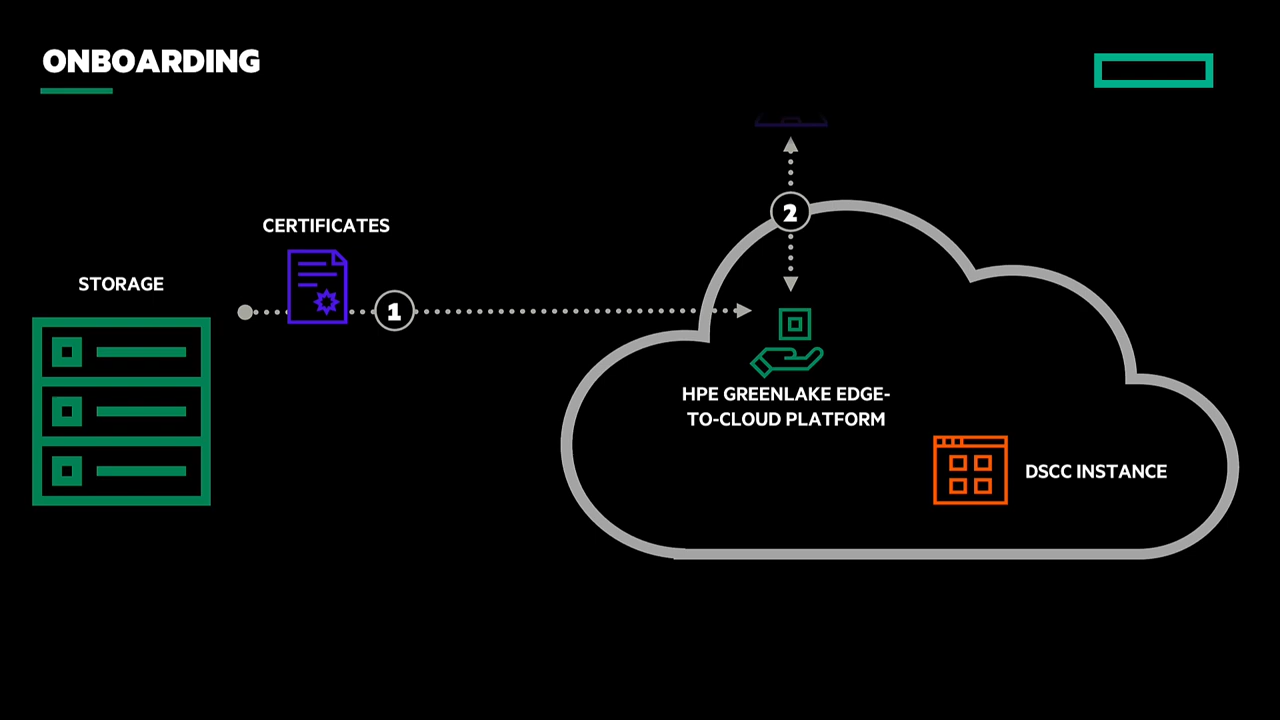 ONBOARDING
2
CERTIFICATES
STORAGE
1
HPE GREENLAKE EDGE-
TO-CLOUD PLATFORM
DSCC INSTANCE